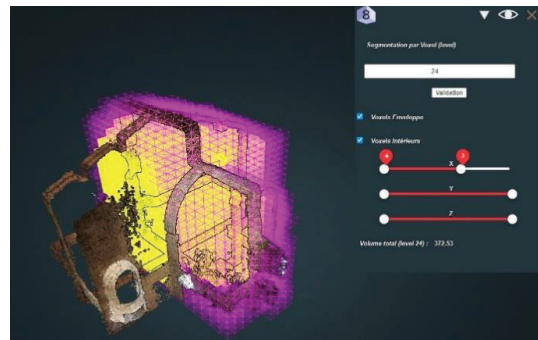 8
Segmentation par Voxel (level)
24
Validation
Voxels Enveloppe
Voxels Intérieurs
X
Y
Z
Volume total (level 24) : 372.53